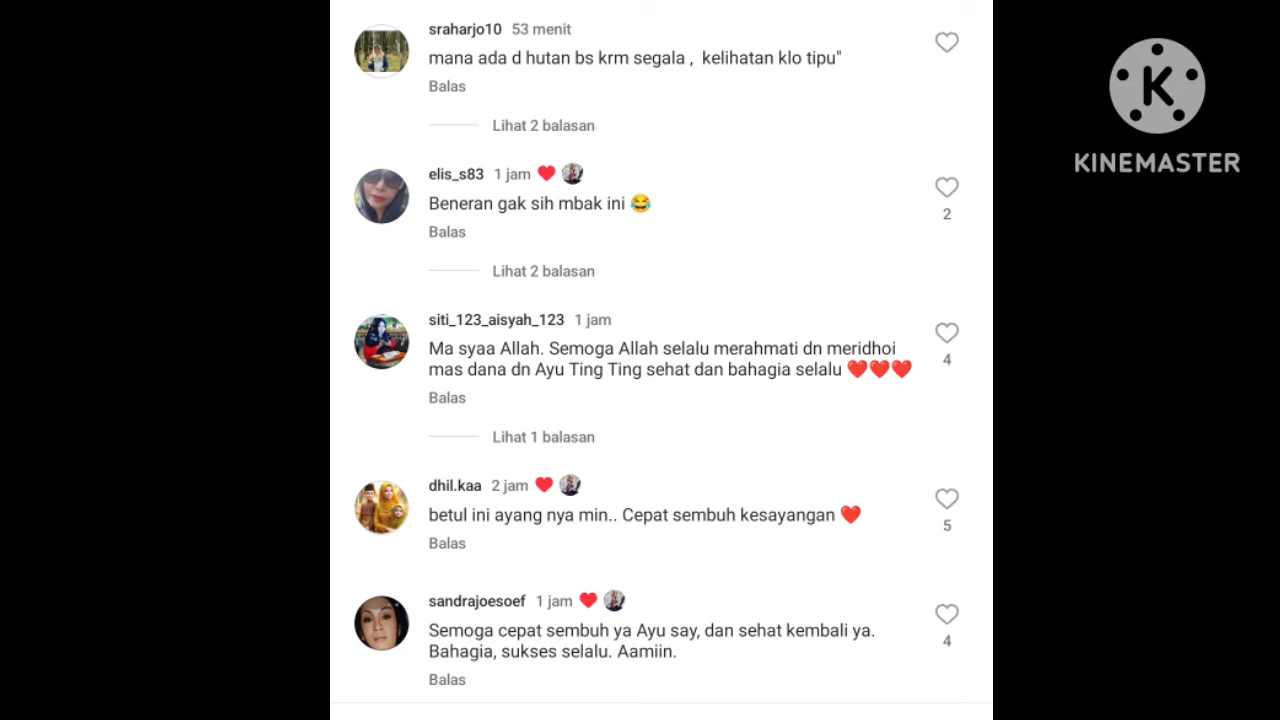 sraharjo10 53 menit
mana ada d hutan bs krm segala , kelihatan klo tipu"
Balas
Lihat 2 balasan
elis_s83 1 jam ❤️
Beneran gak sih mbak ini 😂
2
Balas
Lihat 2 balasan
siti_123_aisyah_123 1 jam
Ma syaa Allah. Semoga Allah selalu merahmati dn meridhoi
mas dana dn Ayu Ting Ting sehat dan bahagia selalu ❤️❤️❤️
4
Balas
Lihat 1 balasan
dhil.kaa 2 jam ❤️
betul ini ayang nya min.. Cepat sembuh kesayangan ❤️
5
Balas
sandrajoesoef 1 jam ❤️
Semoga cepat sembuh ya Ayu say, dan sehat kembali ya.
Bahagia, sukses selalu. Aamiin.
4
Balas
K
KINEMASTER